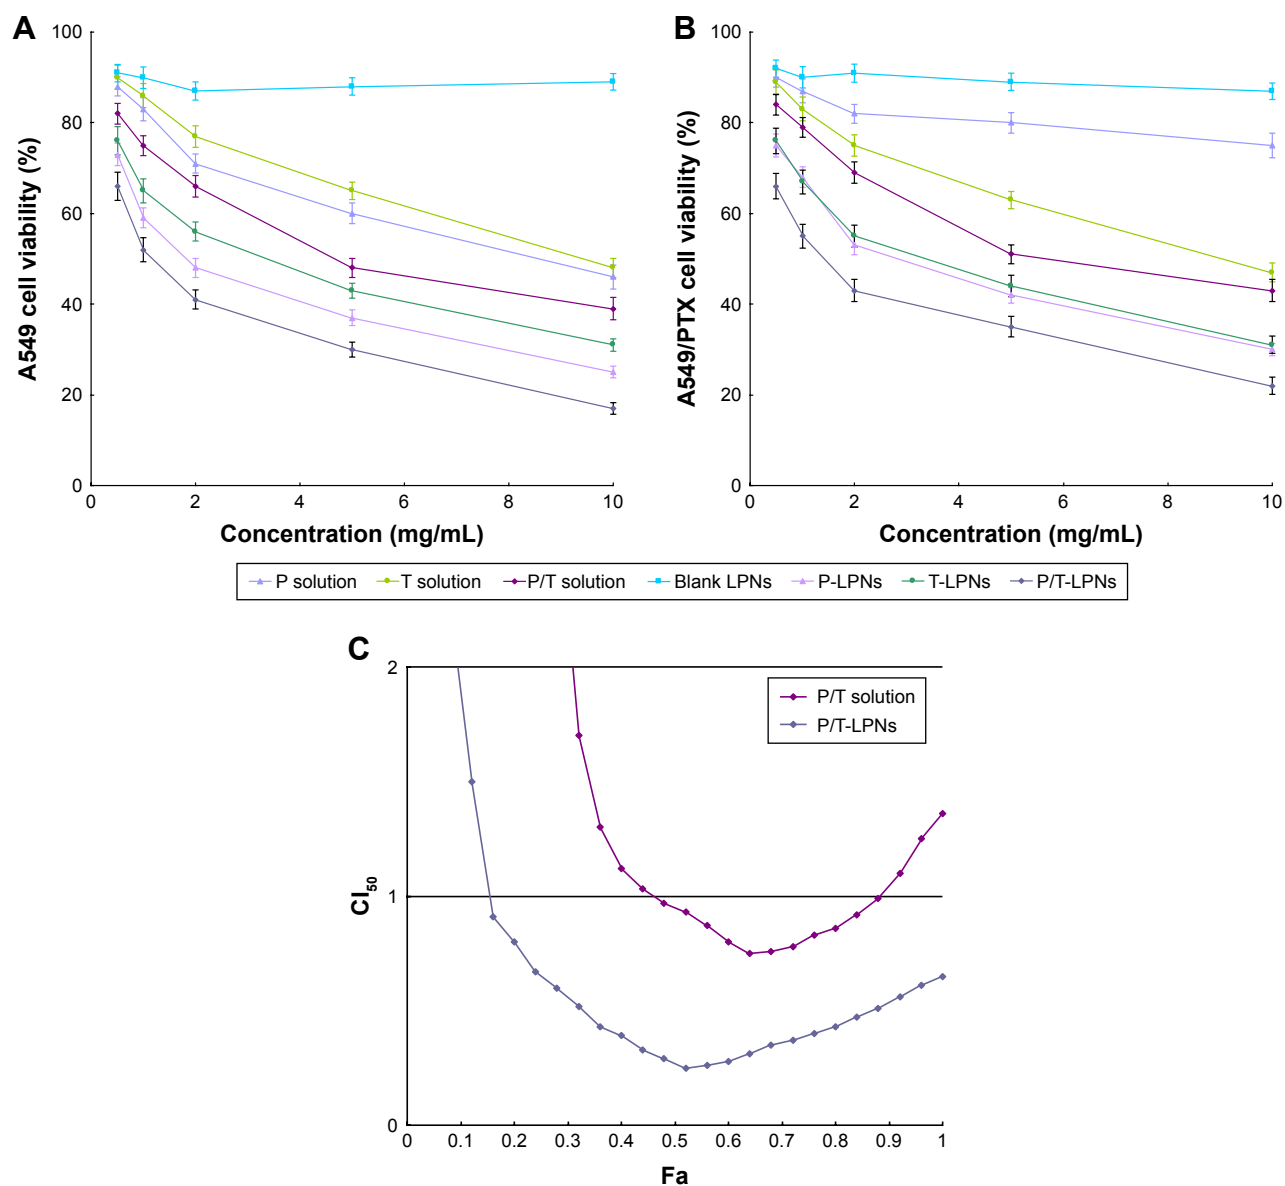 A
B
100
80
60
40
20
0
A549 cell viability (%)
0 2 4 6 8 10
Concentration (mg/mL)
100
80
60
40
20
0
A549/PTX cell viability (%)
0 2 4 6 8 10
Concentration (mg/mL)
P solution T solution P/T solution Blank LPNs P-LPNs T-LPNs P/T-LPNs
C
2
1
0
CI50
P/T solution
P/T-LPNs
0 0.1 0.2 0.3 0.4 0.5 0.6 0.7 0.8 0.9 1
Fa